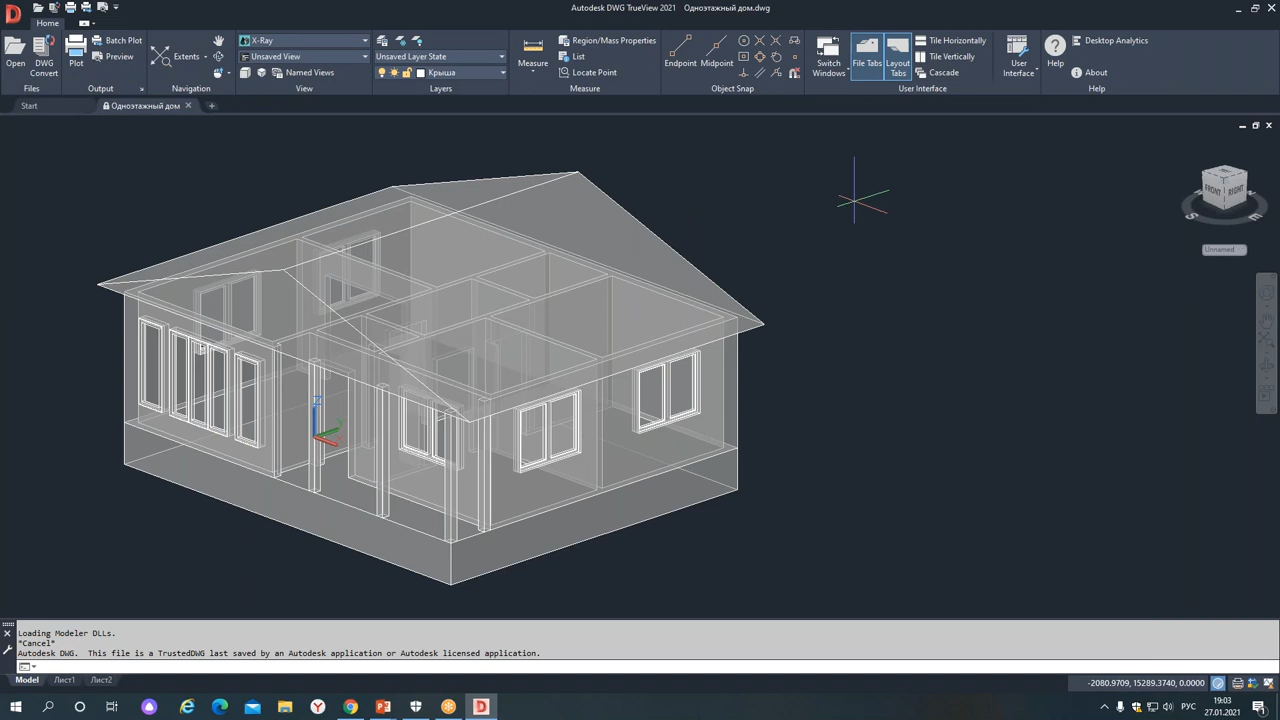 Autodesk DWG TrueView 2021 Одноэтажный дом.dwg
Home
Open
DWG Convert
Files
Plot
Batch Plot
Preview
Output
Extents
Navigation
X-Ray
Unsaved View
Named Views
View
Unsaved Layer State
Крыша
Layers
Measure
Region/Mass Properties
List
Locate Point
Measure
Endpoint
Midpoint
Object Snap
Switch Windows
File Tabs
Layout Tabs
Tile Horizontally
Tile Vertically
Cascade
User Interface
User Interface
Help
Desktop Analytics
About
Help
Start
Одноэтажный дом
FRONT
RIGHT
S
E
Unnamed
Z
Loading Modeler DLLs.
*Cancel*
Autodesk DWG. This file is a TrustedDWG last saved by an Autodesk application or Autodesk licensed application.
Model
Лист1
Лист2
-2080.9709, 15289.3740, 0.0000
РУС
19:03
27.01.2021